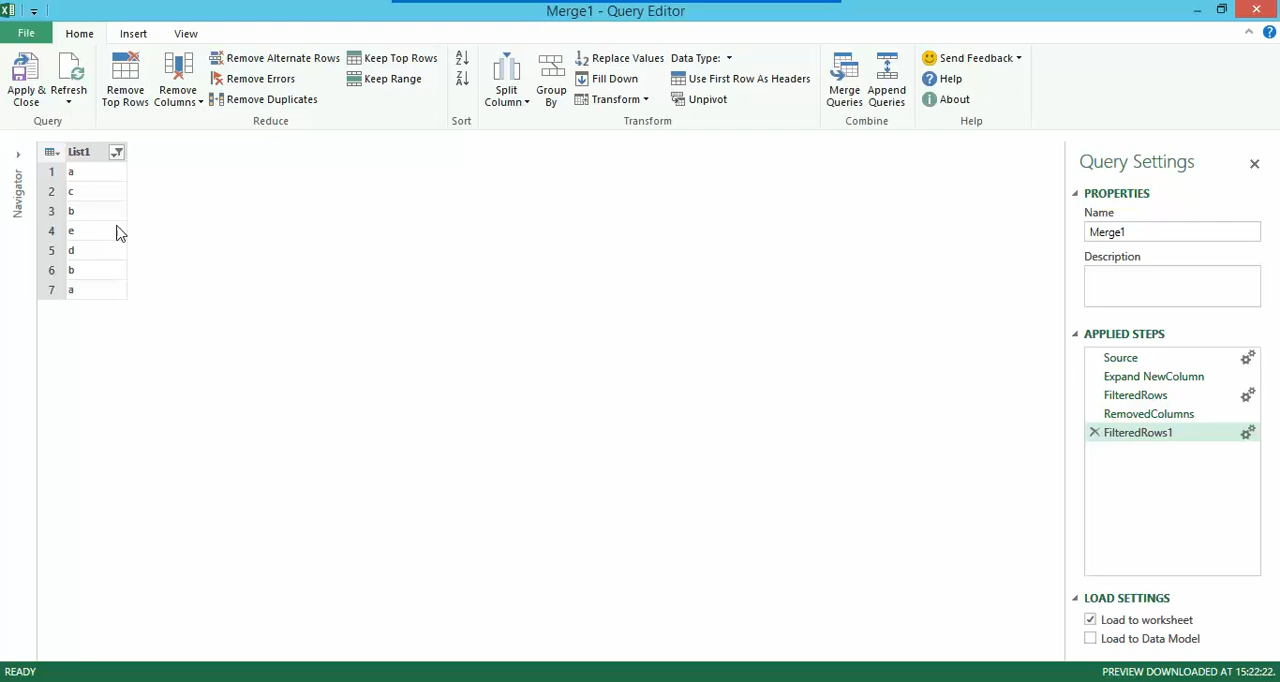 Merge1 - Query Editor
File Home Insert View
Apply & Close
Refresh
Query
Remove Top Rows
Remove Columns
Remove Alternate Rows
Remove Errors
Remove Duplicates
Keep Top Rows
Keep Range
Reduce
Sort
Split Column
Group By
Replace Values
Fill Down
Transform
Data Type:
Use First Row As Headers
Unpivot
Transform
Merge Queries
Append Queries
Combine
Send Feedback
Help
About
Help
Navigator
List1
1 a
2 c
3 b
4 e
5 d
6 b
7 a
Query Settings
PROPERTIES
Name
Merge1
Description
APPLIED STEPS
Source
Expand NewColumn
FilteredRows
RemovedColumns
FilteredRows1
LOAD SETTINGS
Load to worksheet
Load to Data Model
READY
PREVIEW DOWNLOADED AT 15:22:22.